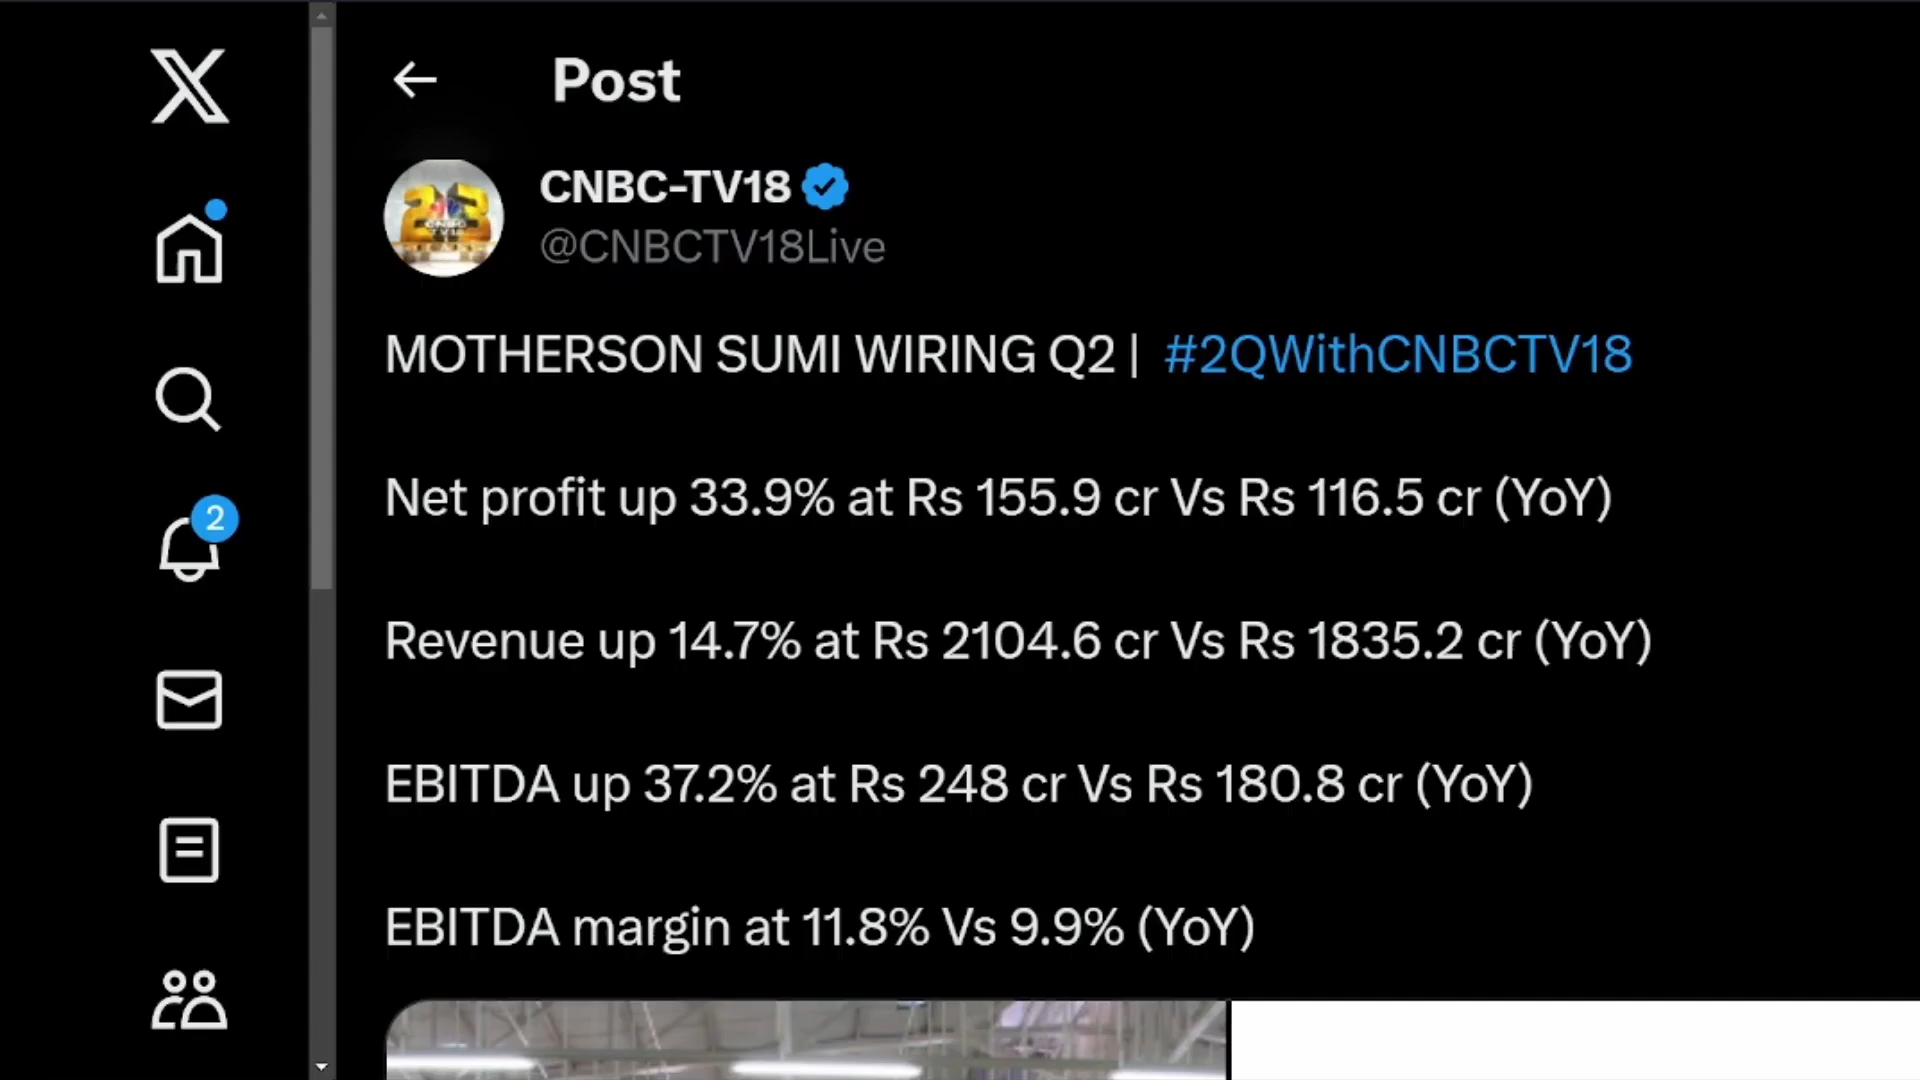 Post
CNBC-TV18
@CNBCTV18Live
MOTHERSON SUMI WIRING Q2 | #2QWithCNBCTV18
Net profit up 33.9% at Rs 155.9 cr Vs Rs 116.5 cr (YoY)
2
Revenue up 14.7% at Rs 2104.6 cr Vs Rs 1835.2 cr (YoY)
EBITDA up 37.2% at Rs 248 cr Vs Rs 180.8 cr (YoY)
EBITDA margin at 11.8% Vs 9.9% (YoY)